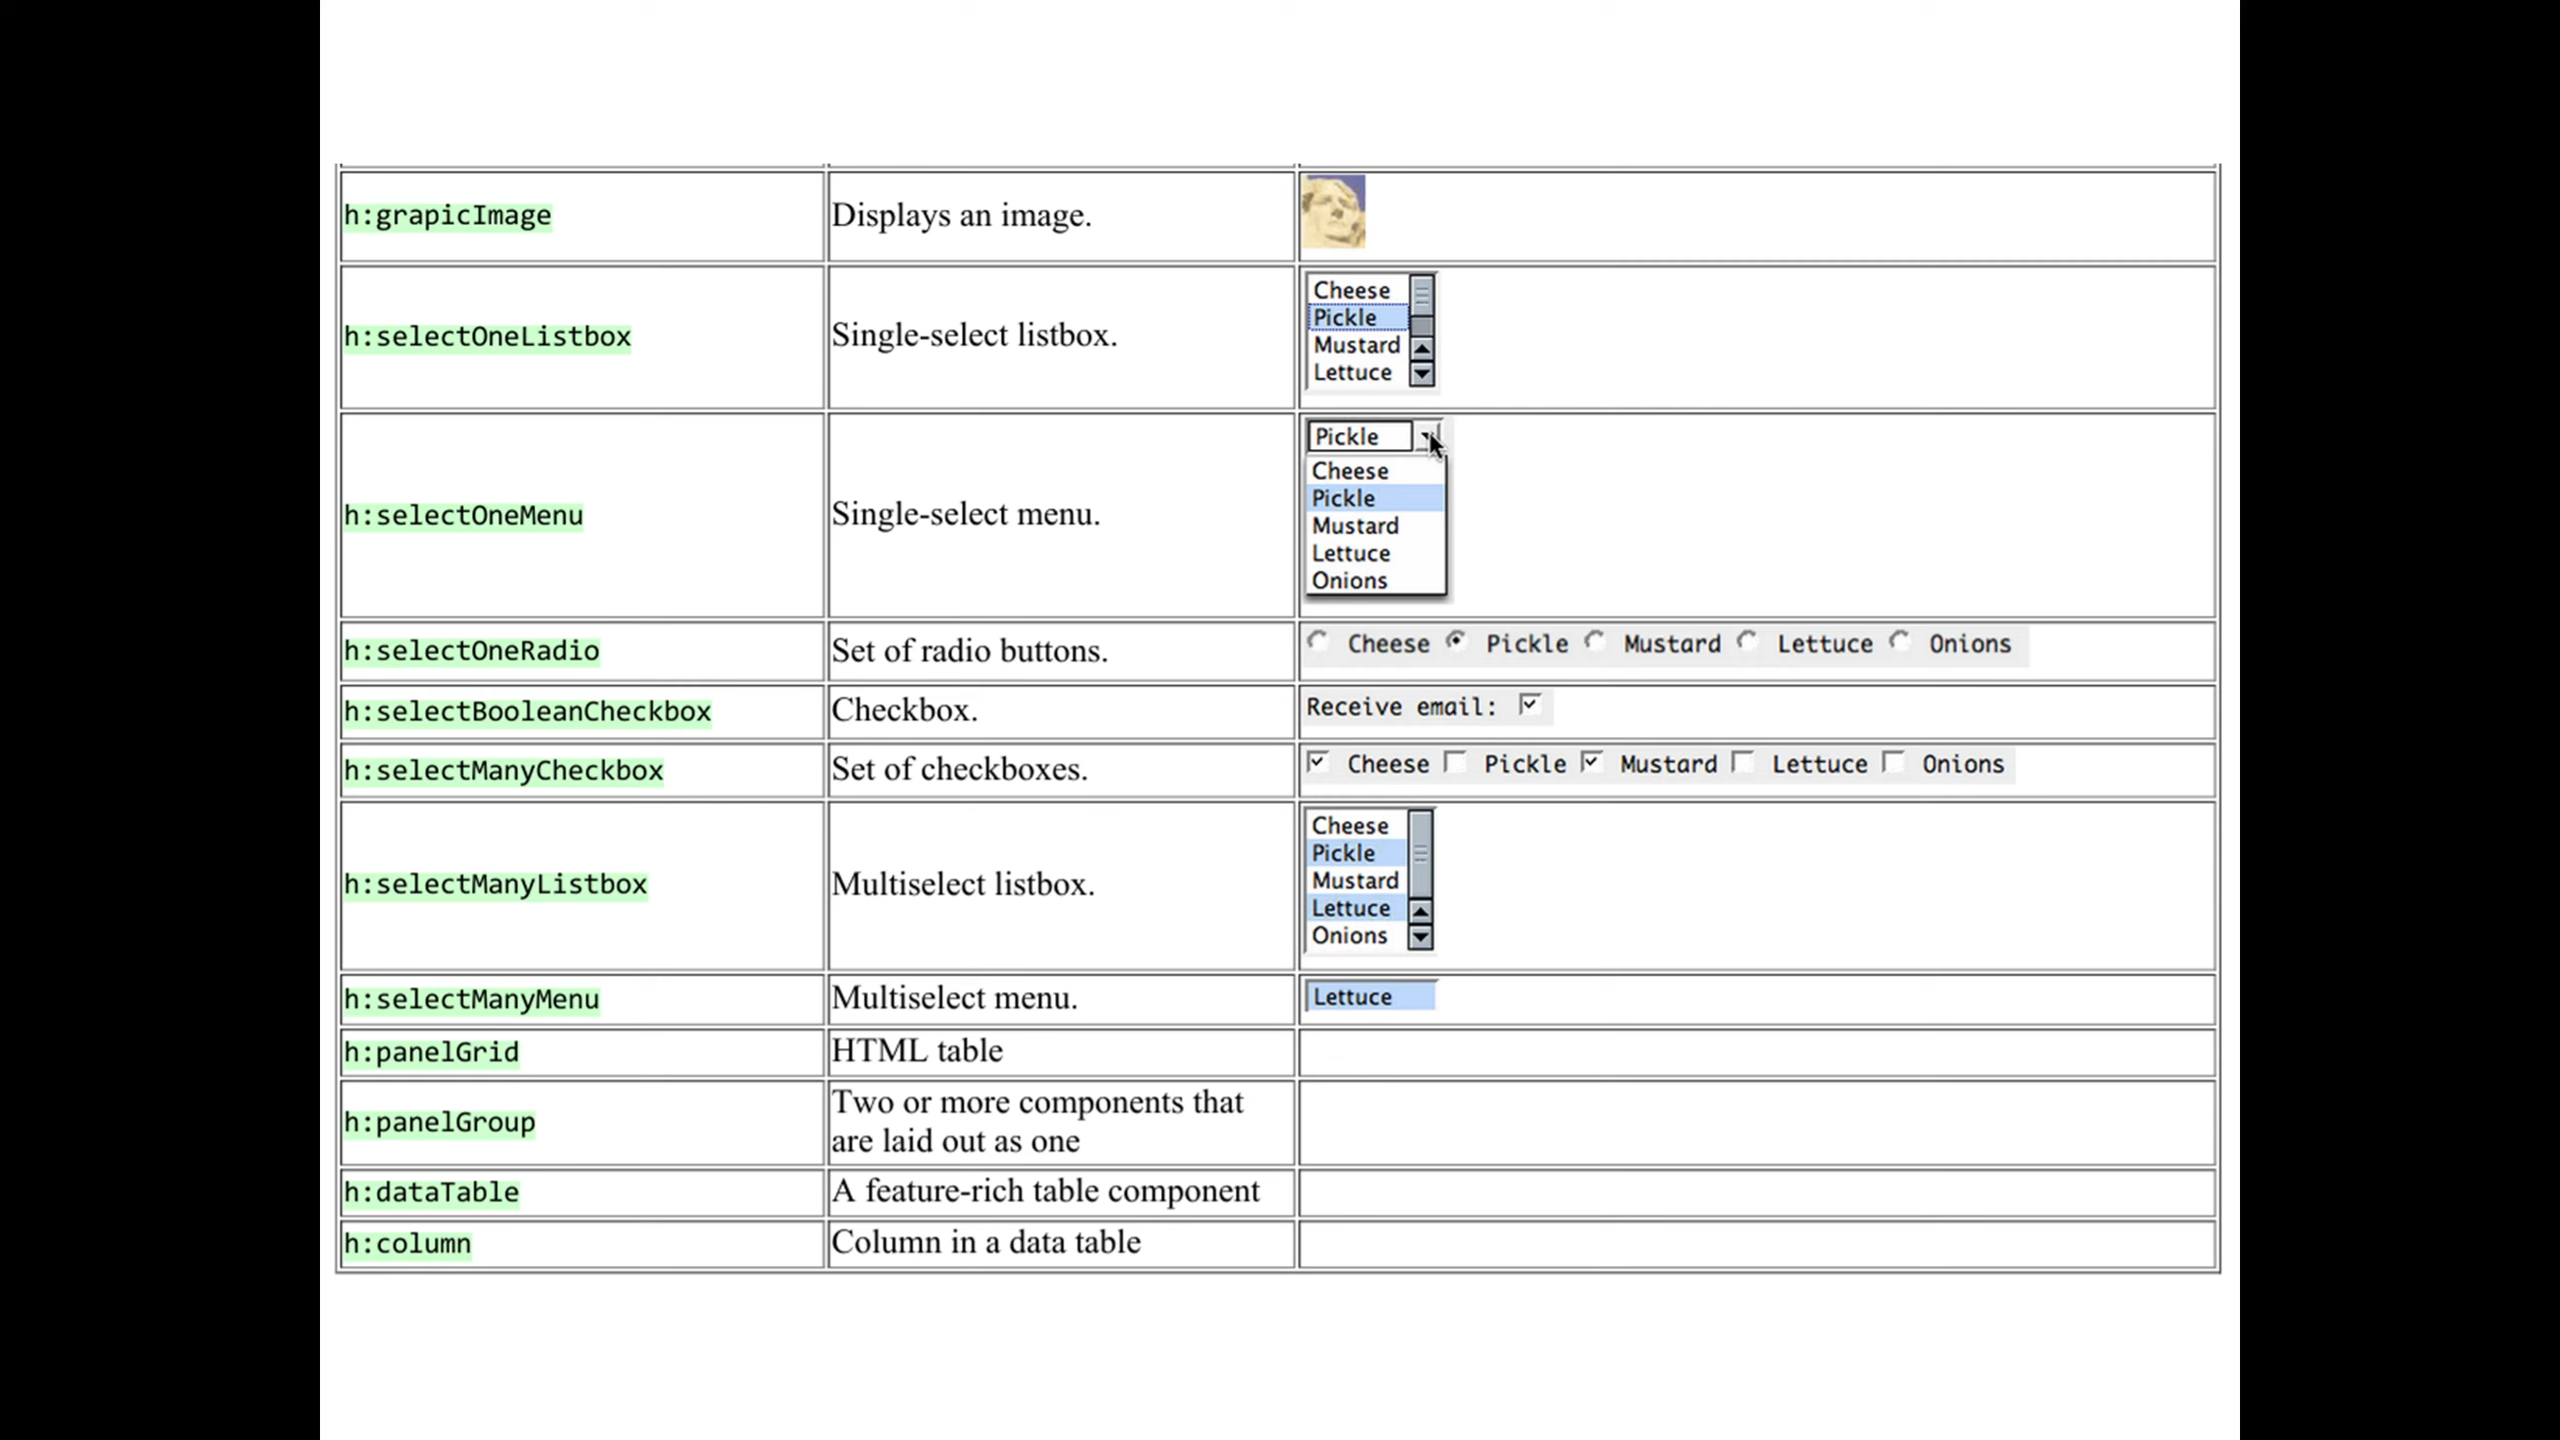 h:grapicImage
Displays an image.
h:selectOneListbox
Single-select listbox.
Cheese
Pickle
Mustard
Lettuce
h:selectOneMenu
Single-select menu.
Pickle
Cheese
Pickle
Mustard
Lettuce
Onions
h:selectOneRadio
Set of radio buttons.
Cheese Pickle Mustard Lettuce Onions
h:selectBooleanCheckbox
Checkbox.
Receive email:
h:selectManyCheckbox
Set of checkboxes.
Cheese Pickle Mustard Lettuce Onions
h:selectManyListbox
Multiselect listbox.
Cheese
Pickle
Mustard
Lettuce
Onions
h:selectManyMenu
Multiselect menu.
Lettuce
h:panelGrid
HTML table
h:panelGroup
Two or more components that
are laid out as one
h:dataTable
A feature-rich table component
h:column
Column in a data table